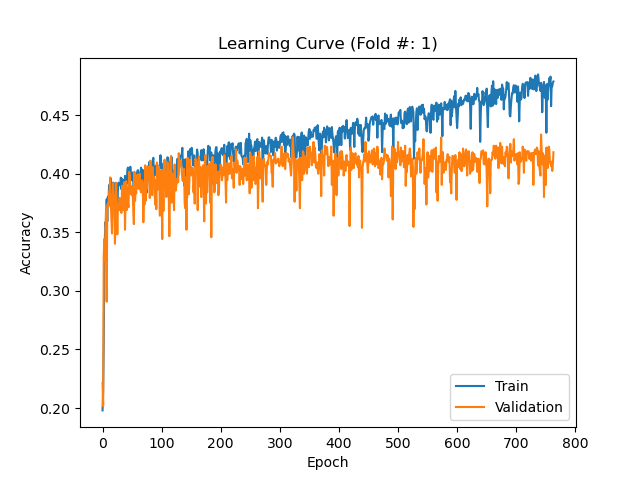 Learning Curve (Fold #: 1)
Accuracy
0.45
0.40
0.35
0.30
0.25
0.20
0 100 200 300 400 500 600 700 800
Epoch
Train
Validation